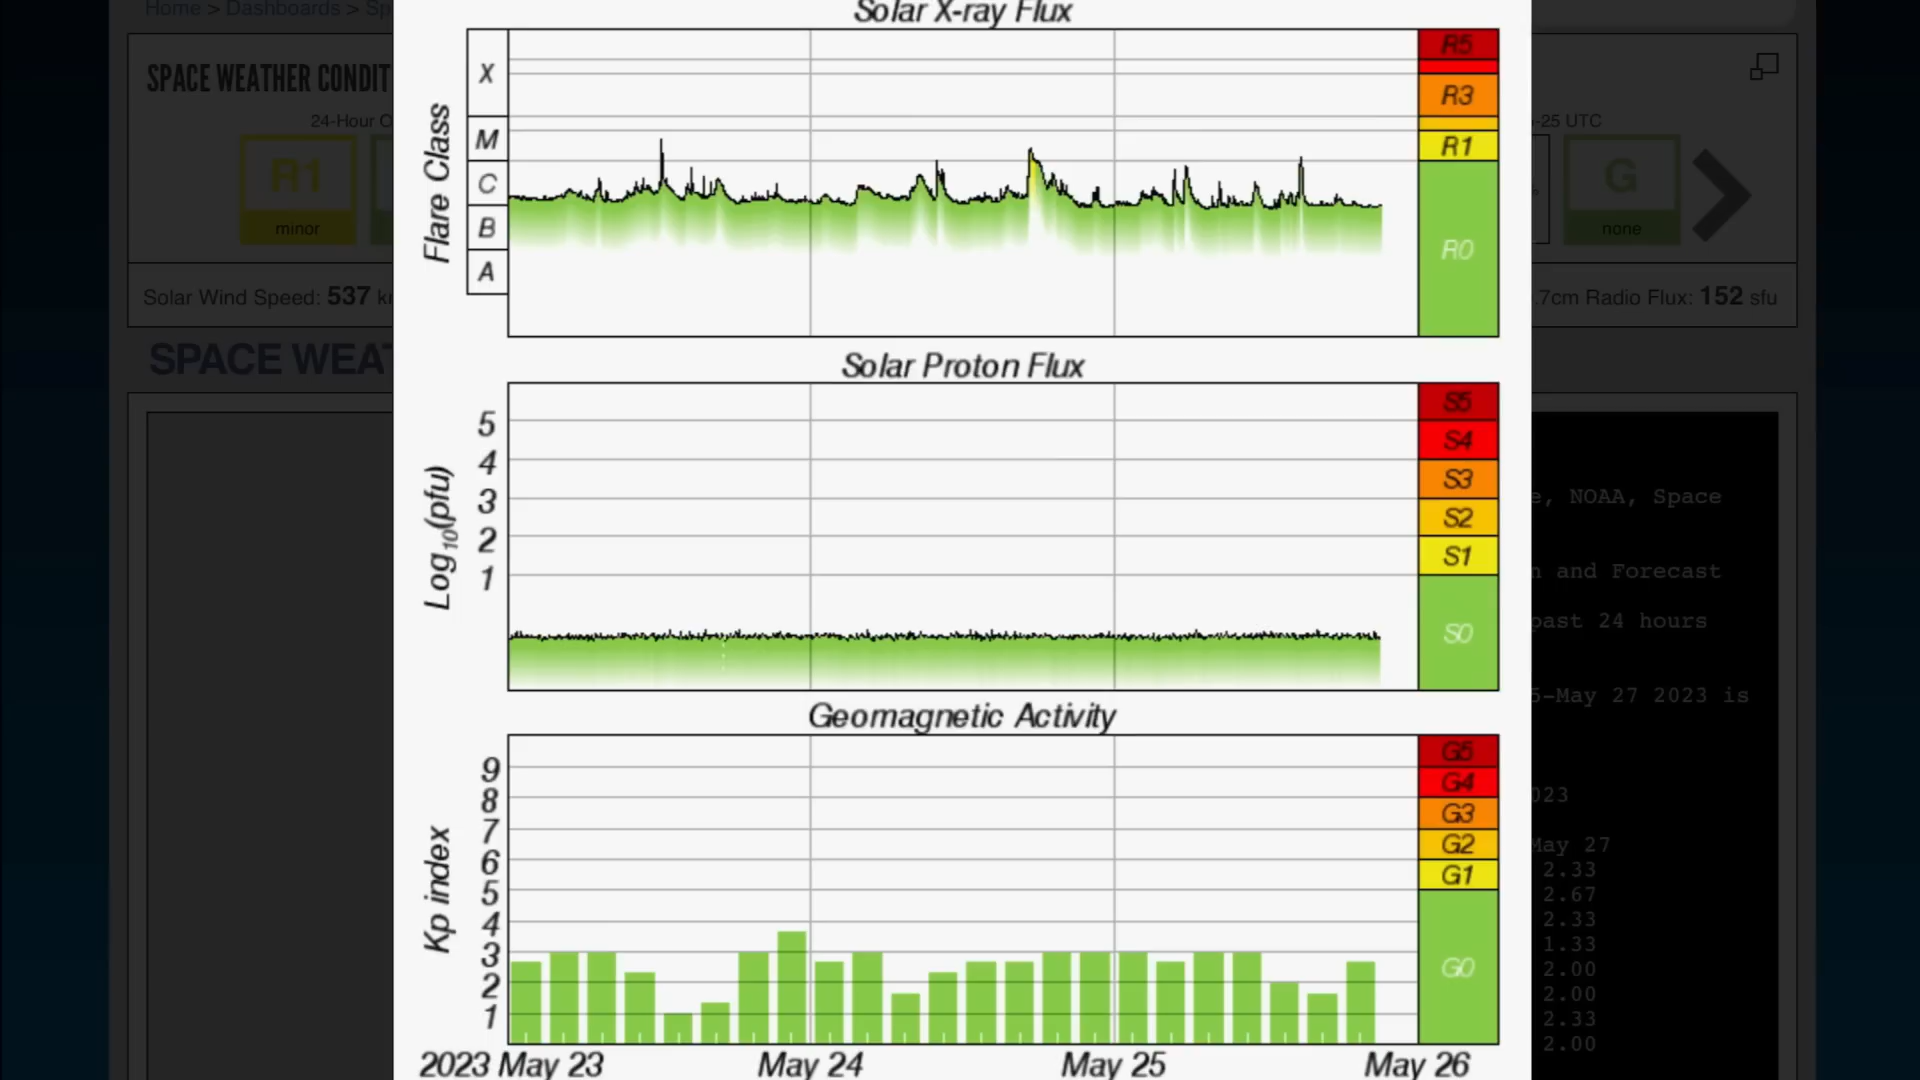 Home > Dashboards > Sp
Solar X-ray Flux
SPACE WEATHER CONDIT
24-Hour O
-25 UTC
R1
minor
G
none
Solar Wind Speed: 537 k
.7cm Radio Flux: 152 sfu
SPACE WEAT
Flare Class
X
M
C
B
A
R5
R3
R1
R0
Solar Proton Flux
Log10(pfu)
5
4
3
2
1
S5
S4
S3
S2
S1
S0
e, NOAA, Space
n and Forecast
past 24 hours
5-May 27 2023 is
Geomagnetic Activity
Kp index
9
8
7
6
5
4
3
2
1
G5
G4
G3
G2
G1
G0
023
May 27
2.33
2.67
2.33
1.33
2.00
2.00
2.33
2.00
2023 May 23 May 24 May 25 May 26